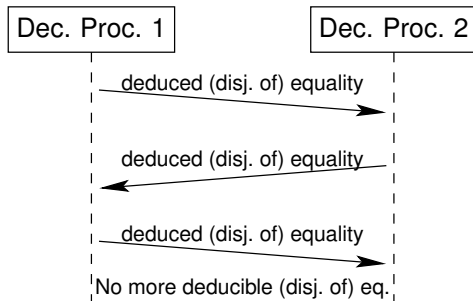 Dec. Proc. 1
Dec. Proc. 2
deduced (disj. of) equality
deduced (disj. of) equality
deduced (disj. of) equality
No more deducible (disj. of) eq.